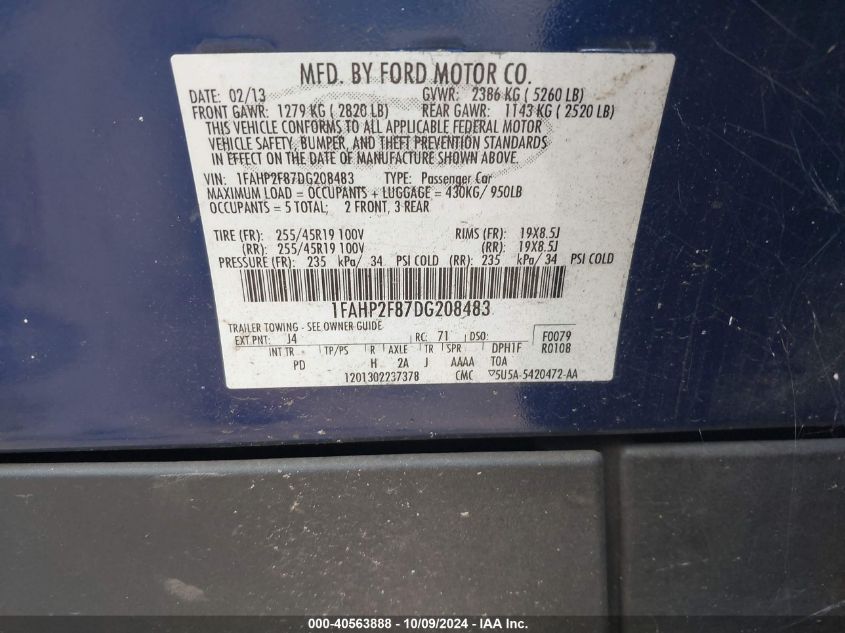 MFD. BY FORD MOTOR CO.
DATE: 02/13 GVWR: 2386 KG ( 5260 LB)
FRONT GAWR: 1279 KG ( 2820 LB) REAR GAWR: 1143 KG ( 2520 LB)
THIS VEHICLE CONFORMS TO ALL APPLICABLE FEDERAL MOTOR
VEHICLE SAFETY, BUMPER, AND THEFT PREVENTION STANDARDS
IN EFFECT ON THE DATE OF MANUFACTURE SHOWN ABOVE.
VIN: 1FAHP2F87DG208483 TYPE: Passenger Car
MAXIMUM LOAD = OCCUPANTS + LUGGAGE = 430KG/ 950LB
OCCUPANTS = 5 TOTAL; 2 FRONT, 3 REAR
TIRE (FR): 255/45R19 100V RIMS (FR): 19X8.5J
(RR): 255/45R19 100V (RR): 19X8.5J
PRESSURE (FR): 235 kPa/ 34 PSI COLD (RR): 235 kPa/ 34 PSI COLD
1FAHP2F87DG208483
TRAILER TOWING - SEE OWNER GUIDE
EXT PNT: J4 RC: 71 DSO: F0079
INT TR TP/PS R AXLE TR SPR DPH1F R0108
PD H 2A J AAAA TOA
1201302237378 CMC 5U5A-5420472-AA
000-40563888 - 10/09/2024 - IAA Inc.